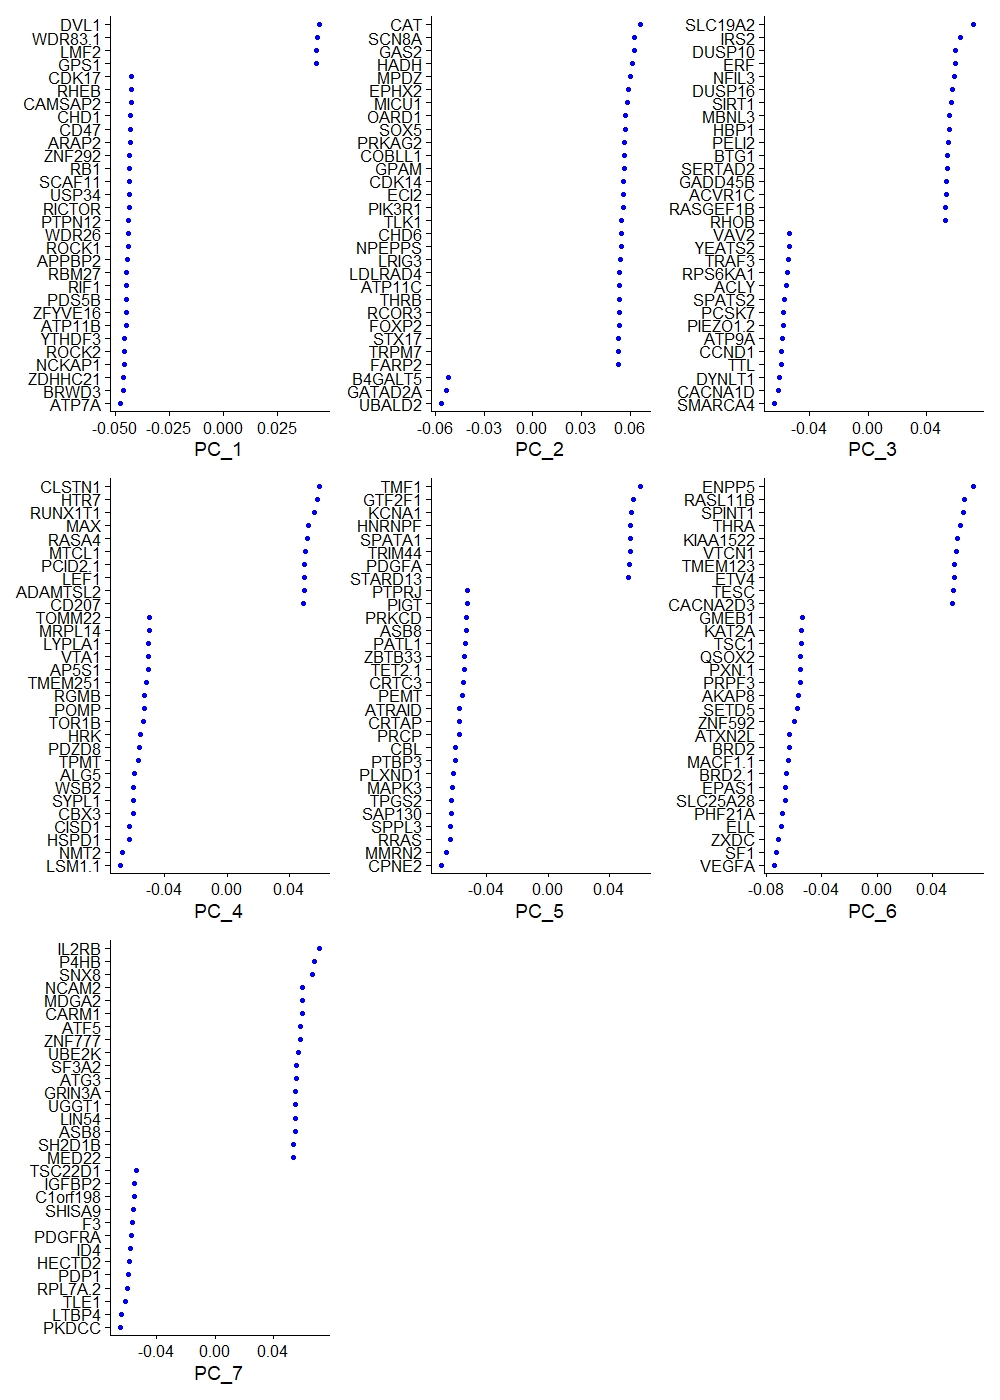 DVL1
WDR83.1
LMF2
GPS1
CDK17
RHEB
CAMSAP2
CHD1
CD47
ARAP2
ZNF292
RB1
SCAF11
USP34
RICTOR
PTPN12
WDR26
ROCK1
APPBP2
RBM27
RIF1
PDS5B
ZFYVE16
ATP11B
YTHDF3
ROCK2
NCKAP1
ZDHHC21
BRWD3
ATP7A
-0.050 -0.025 0.000 0.025
PC_1
CAT
SCN8A
GAS2
HADH
MPDZ
EPHX2
MICU1
OARD1
SOX5
PRKAG2
COBLL1
GPAM
CDK14
ECI2
PIK3R1
TLK1
CHD6
NPEPPS
LRIG3
LDLRAD4
ATP11C
THRB
RCOR3
FOXP2
STX17
TRPM7
FARP2
B4GALT5
GATAD2A
UBALD2
-0.06 -0.03 0.00 0.03 0.06
PC_2
SLC19A2
IRS2
DUSP10
ERF
NFIL3
DUSP16
SIRT1
MBNL3
HBP1
PELI2
BTG1
SERTAD2
GADD45B
ACVR1C
RASGEF1B
RHOB
VAV2
YEATS2
TRAF3
RPS6KA1
ACLY
SPATS2
PCSK7
PIEZO1.2
ATP9A
CCND1
TTL
DYNLT1
CACNA1D
SMARCA4
-0.04 0.00 0.04
PC_3
CLSTN1
HTR7
RUNX1T1
MAX
RASA4
MTCL1
PCID2.1
LEF1
ADAMTSL2
CD207
TOMM22
MRPL14
LYPLA1
VTA1
AP5S1
TMEM251
RGMB
POMP
TOR1B
HRK
PDZD8
TPMT
ALG5
WSB2
SYPL1
CBX3
CISD1
HSPD1
NMT2
LSM1.1
-0.04 0.00 0.04
PC_4
TMF1
GTF2F1
KCNA1
HNRNPF
SPATA1
TRIM44
PDGFA
STARD13
PTPRJ
PIGT
PRKCD
ASB8
PATL1
ZBTB33
TET2.1
CRTC3
PEMT
ATRAID
CRTAP
PRCP
CBL
PTBP3
PLXND1
MAPK3
TPGS2
SAP130
SPPL3
RRAS
MMRN2
CPNE2
-0.04 0.00 0.04
PC_5
ENPP5
RASL11B
SPINT1
THRA
KIAA1522
VTCN1
TMEM123
ETV4
TESC
CACNA2D3
GMEB1
KAT2A
TSC1
QSOX2
PXN.1
PRPF3
AKAP8
SETD5
ZNF592
ATXN2L
BRD2
MACF1.1
BRD2.1
EPAS1
SLC25A28
PHF21A
ELL
ZXDC
SF1
VEGFA
-0.08 -0.04 0.00 0.04
PC_6
IL2RB
P4HB
SNX8
NCAM2
MDGA2
CARM1
ATF5
ZNF777
UBE2K
SF3A2
ATG3
GRIN3A
UGGT1
LIN54
ASB8
SH2D1B
MED22
TSC22D1
IGFBP2
C1orf198
SHISA9
F3
PDGFRA
ID4
HECTD2
PDP1
RPL7A.2
TLE1
LTBP4
PKDCC
-0.04 0.00 0.04
PC_7